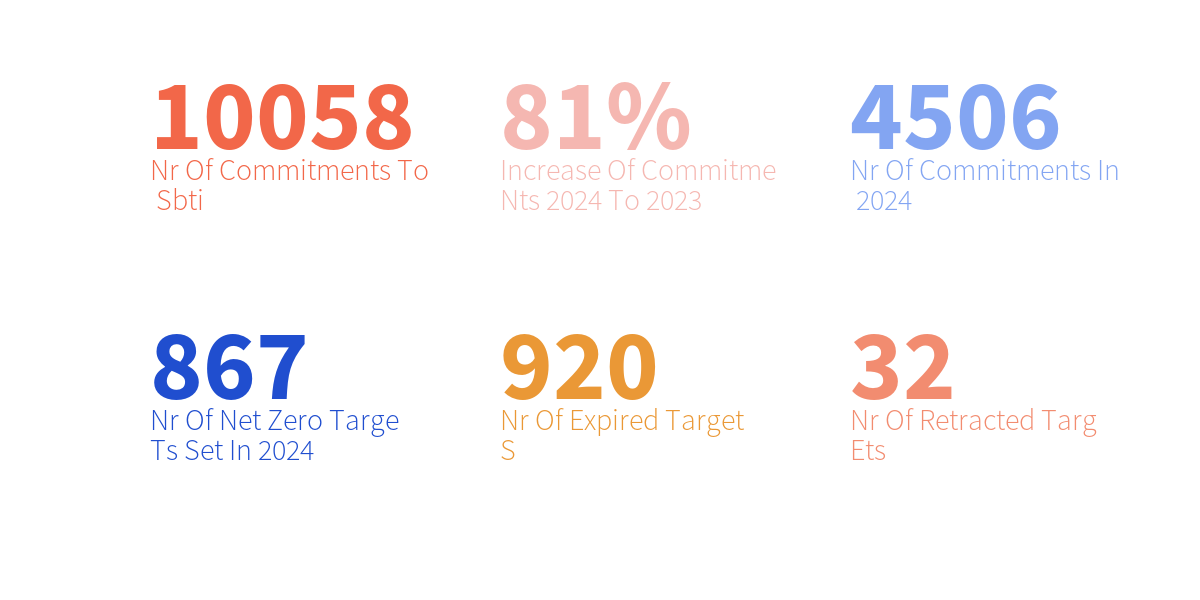 10058
Nr Of Commitments To
Sbti
81%
Increase Of Commitme
Nts 2024 To 2023
4506
Nr Of Commitments In
2024
867
Nr Of Net Zero Targe
Ts Set In 2024
920
Nr Of Expired Target
S
32
Nr Of Retracted Targ
Ets